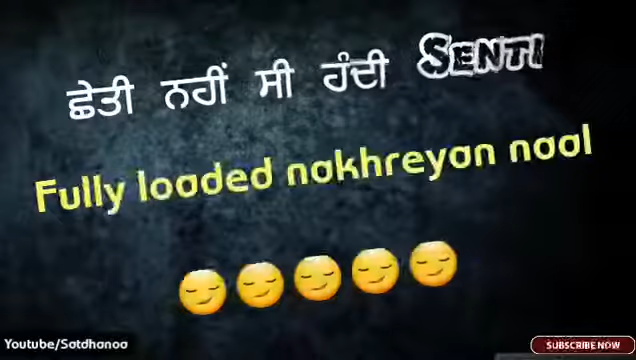 ਛੇਤੀ ਨਹੀਂ ਸੀ ਹੰਦੀ SENTI
Fully loaded nakhreyan naal
😏😏😏😏😏
Youtube/Satdhanoa
SUBSCRIBE NOW